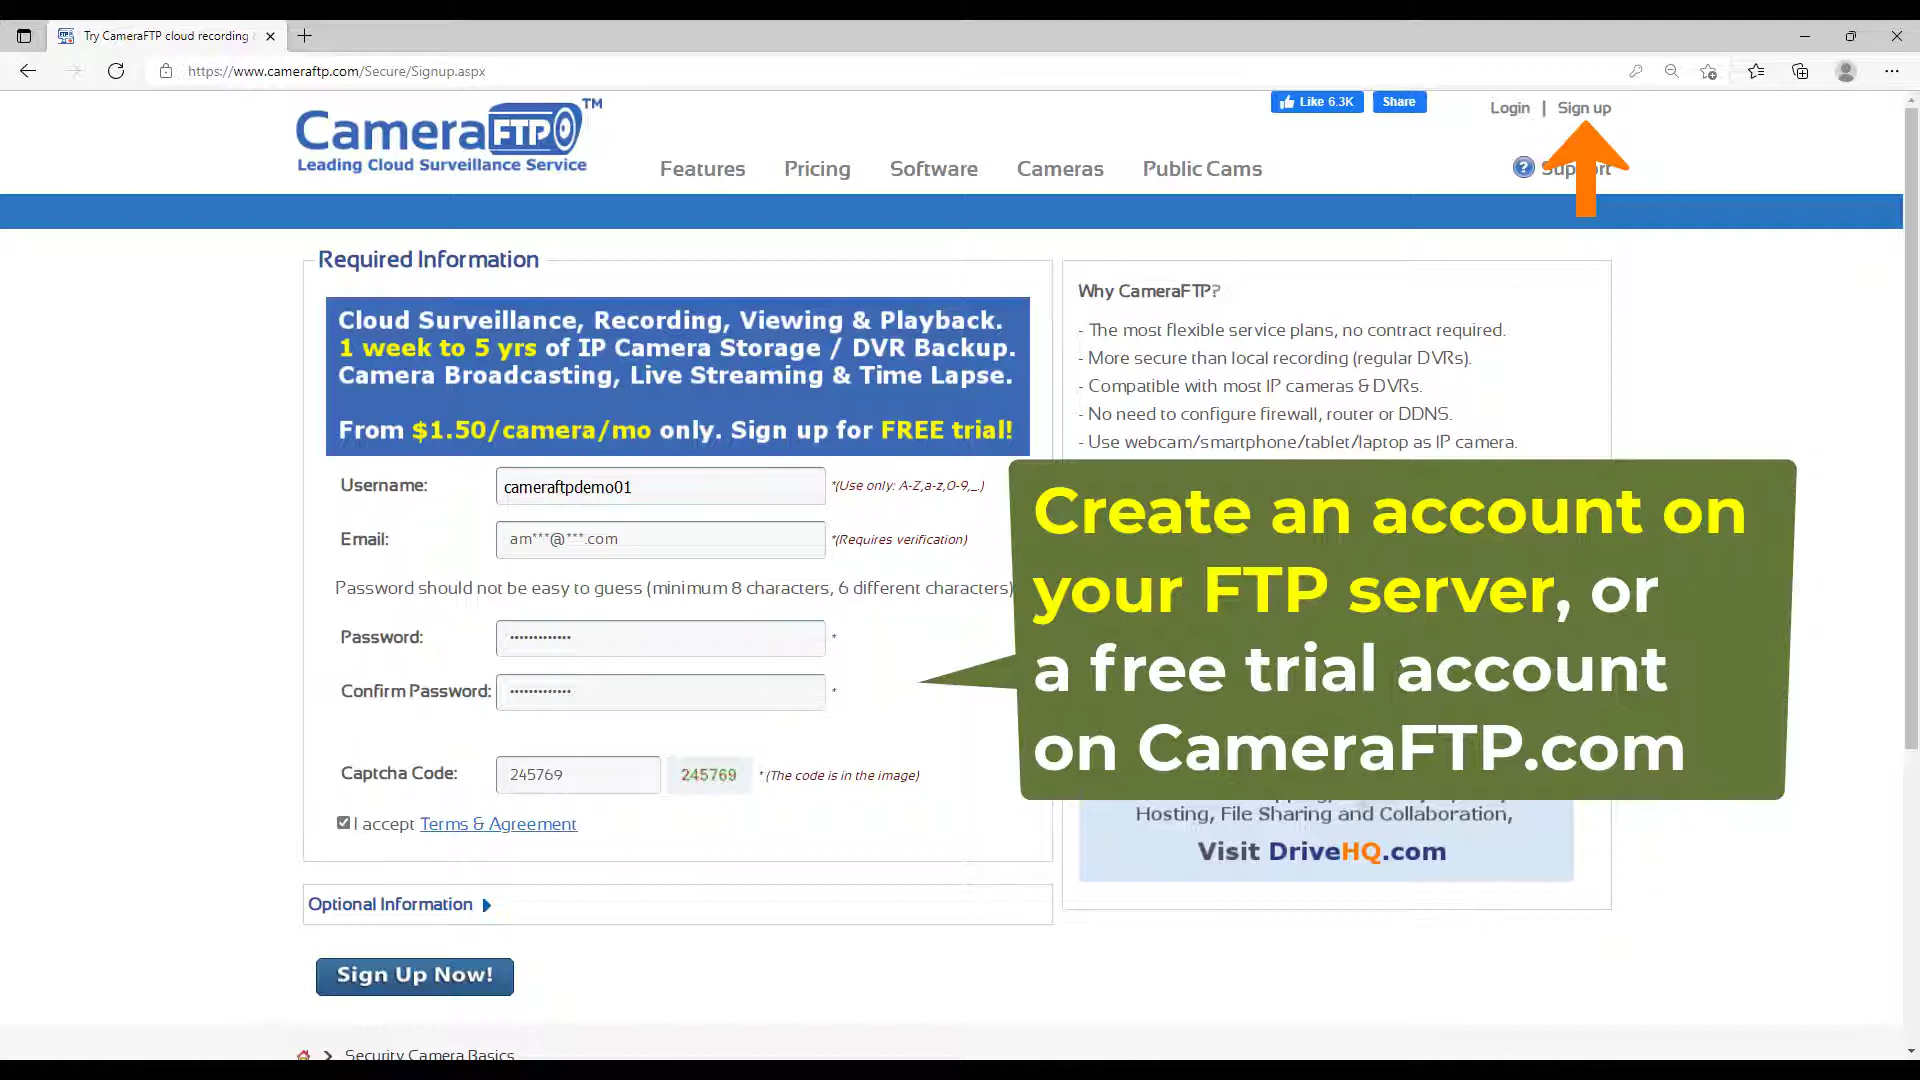 Try CameraFTP cloud recording
https://www.cameraftp.com/Secure/Signup.aspx
CameraFTP™
Leading Cloud Surveillance Service
Like 6.3K
Share
Login | Sign up
Features
Pricing
Software
Cameras
Public Cams
Support
Required Information
Cloud Surveillance, Recording, Viewing & Playback.
1 week to 5 yrs of IP Camera Storage / DVR Backup.
Camera Broadcasting, Live Streaming & Time Lapse.
From $1.50/camera/mo only. Sign up for FREE trial!
Username:
cameraftpdemo01
*(Use only: A-Z,a-z,0-9,_.)
Email:
am***@***.com
*(Requires verification)
Password should not be easy to guess (minimum 8 characters, 6 different characters)
Password:
•••••••••••••
*
Confirm Password:
•••••••••••••
*
Captcha Code:
245769
245769
* (The code is in the image)
I accept Terms & Agreement
Optional Information
Sign Up Now!
Why CameraFTP?
- The most flexible service plans, no contract required.
- More secure than local recording (regular DVRs).
- Compatible with most IP cameras & DVRs.
- No need to configure firewall, router or DDNS.
- Use webcam/smartphone/tablet/laptop as IP camera.
Create an account on
your FTP server, or
a free trial account
on CameraFTP.com
Hosting, File Sharing and Collaboration,
Visit DriveHQ.com
Security Camera Basics